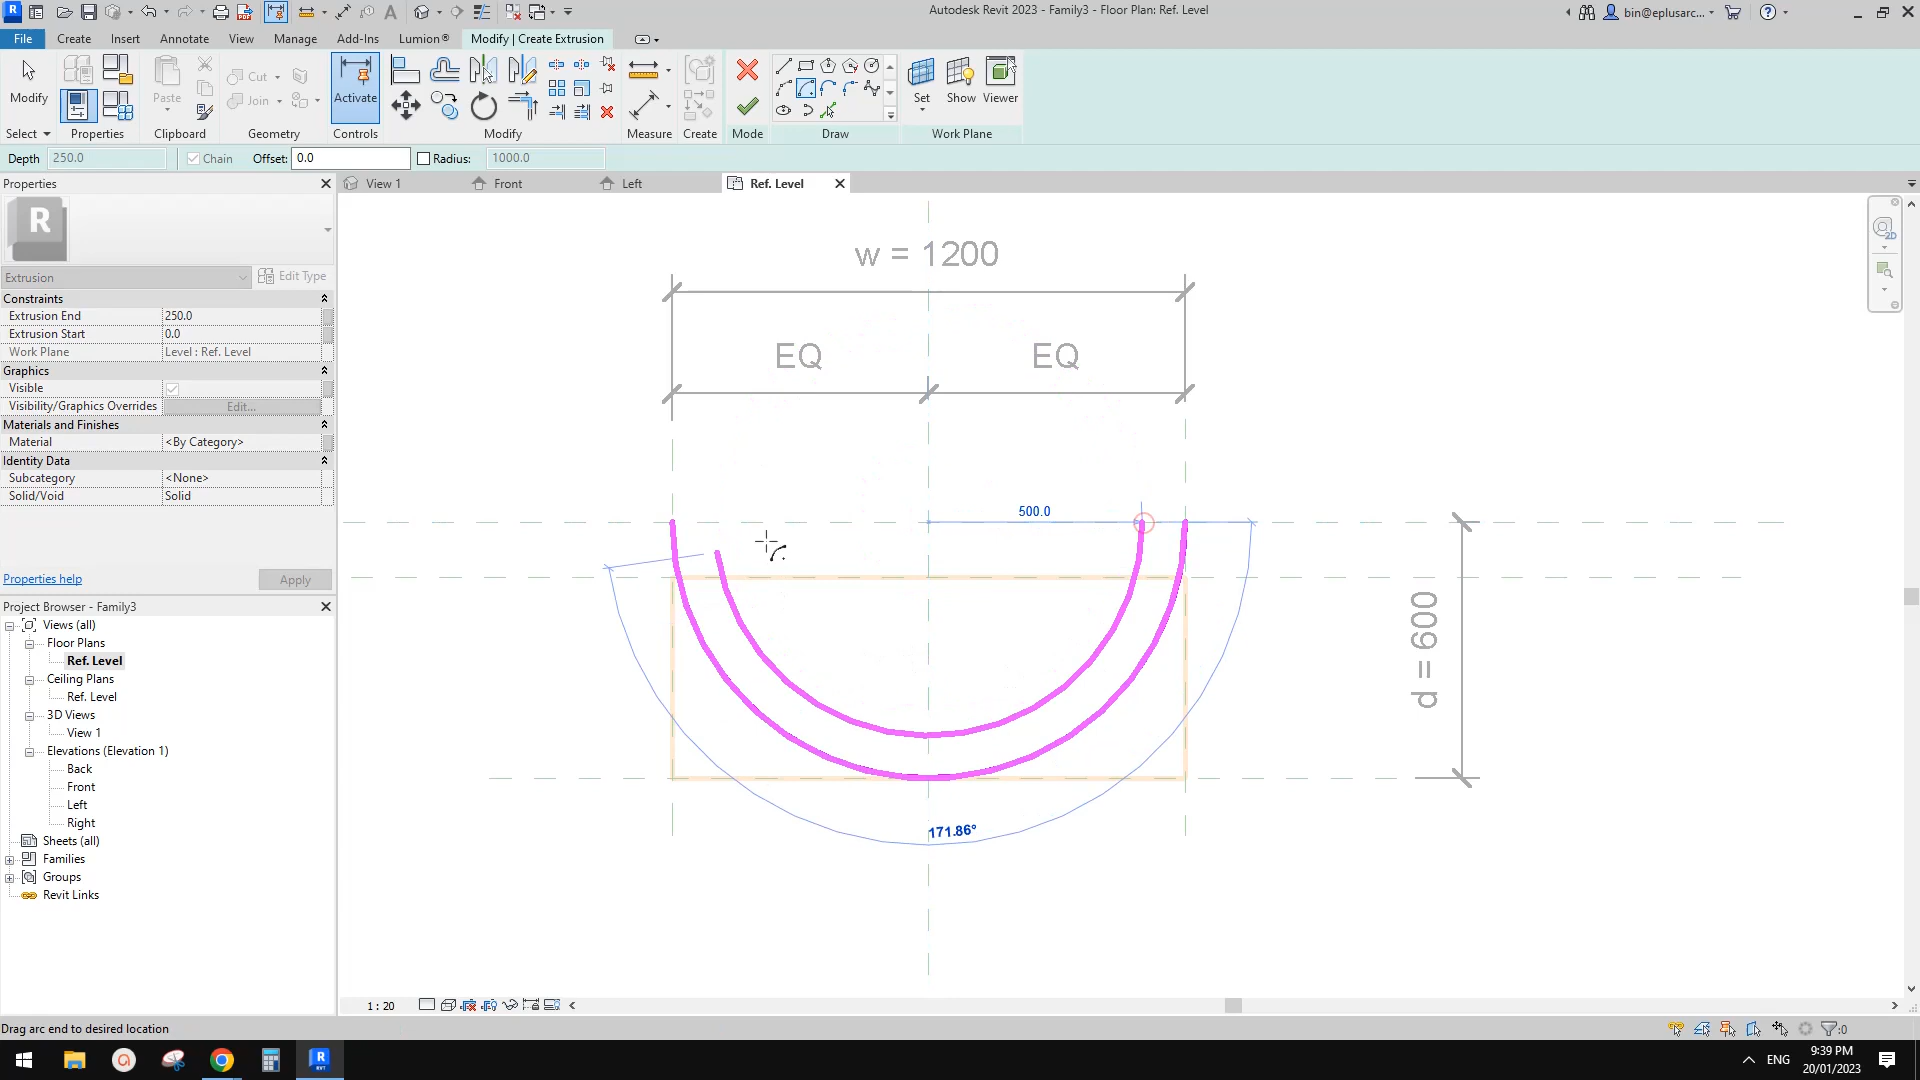 Autodesk Revit 2023 - Family3 - Floor Plan: Ref. Level
bin@eplusarc...
File
Create
Insert
Annotate
View
Manage
Add-Ins
Lumion®
Modify | Create Extrusion
Modify
Paste
Cut
Join
Activate
Set
Show
Viewer
Select
Properties
Clipboard
Geometry
Controls
Modify
Measure
Create
Mode
Draw
Work Plane
Depth
250.0
Chain
Offset:
0.0
Radius:
1000.0
Properties
View 1
Front
Left
Ref. Level
R
Extrusion
Edit Type
Constraints
Extrusion End
250.0
Extrusion Start
0.0
Work Plane
Level : Ref. Level
Graphics
Visible
Visibility/Graphics Overrides
Edit...
Materials and Finishes
Material
<By Category>
Identity Data
Subcategory
<None>
Solid/Void
Solid
Properties help
Apply
Project Browser - Family3
Views (all)
Floor Plans
Ref. Level
Ceiling Plans
Ref. Level
3D Views
View 1
Elevations (Elevation 1)
Back
Front
Left
Right
Sheets (all)
Families
Groups
Revit Links
w = 1200
EQ
EQ
500.0
d = 600
171.86°
2D
1 : 20
Drag arc end to desired location
:0
ENG
9:39 PM
20/01/2023